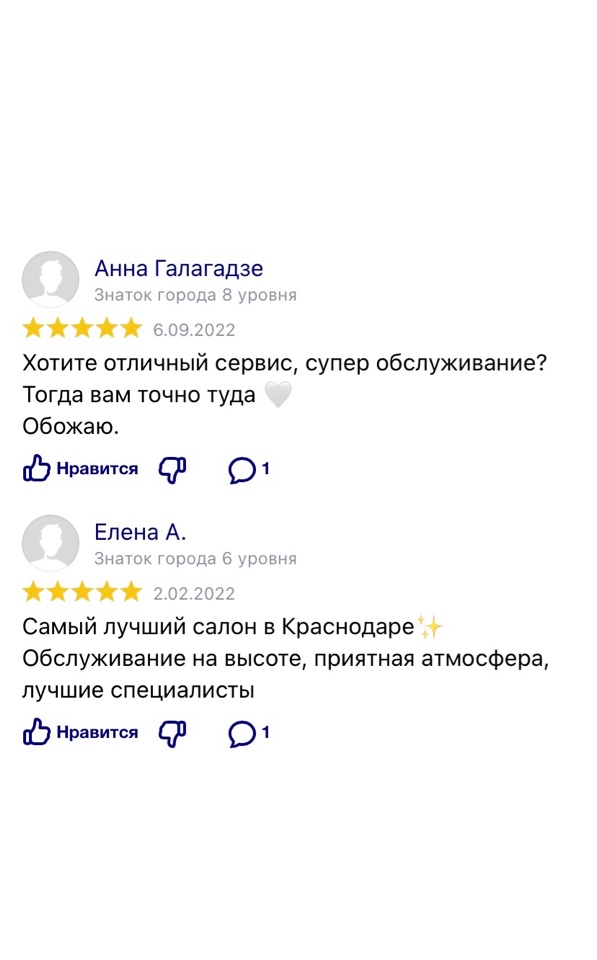 Анна Галагадзе
Знаток города 8 уровня
6.09.2022
Хотите отличный сервис, супер обслуживание?
Тогда вам точно туда 🤍
Обожаю.
Нравится 1
Елена А.
Знаток города 6 уровня
2.02.2022
Самый лучший салон в Краснодаре✨
Обслуживание на высоте, приятная атмосфера,
лучшие специалисты
Нравится 1